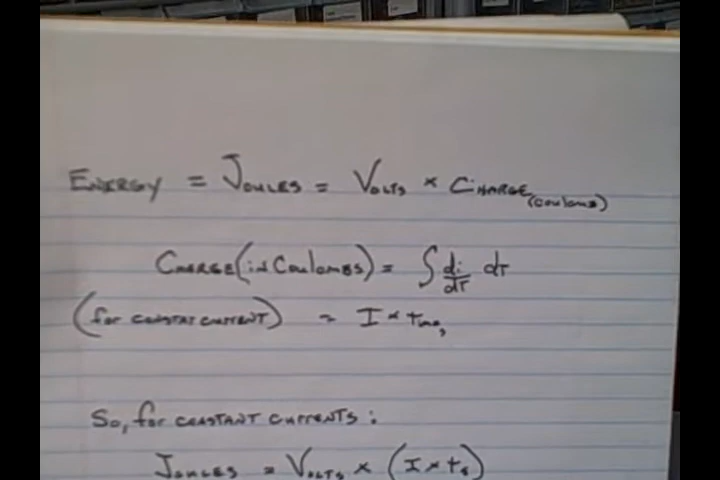 ENERGY = JOULES = VOLTS × CHARGE (COULOMBS)
CHARGE (IN COULOMBS) = ∫ di/dT dT
(for CONSTANT CURRENT) = I × Time,
So, for CONSTANT CURRENTS:
JOULES = VOLTS × (I × ts)